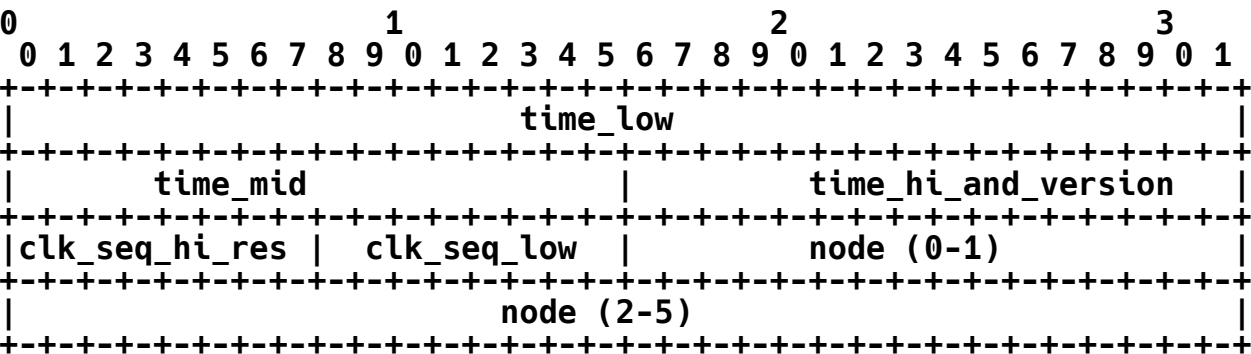 0                   1                   2                   3
 0 1 2 3 4 5 6 7 8 9 0 1 2 3 4 5 6 7 8 9 0 1 2 3 4 5 6 7 8 9 0 1
+-+-+-+-+-+-+-+-+-+-+-+-+-+-+-+-+-+-+-+-+-+-+-+-+-+-+-+-+-+-+-+-+
|                          time_low                             |
+-+-+-+-+-+-+-+-+-+-+-+-+-+-+-+-+-+-+-+-+-+-+-+-+-+-+-+-+-+-+-+-+
|       time_mid                |         time_hi_and_version   |
+-+-+-+-+-+-+-+-+-+-+-+-+-+-+-+-+-+-+-+-+-+-+-+-+-+-+-+-+-+-+-+-+
|clk_seq_hi_res |  clk_seq_low  |         node (0-1)            |
+-+-+-+-+-+-+-+-+-+-+-+-+-+-+-+-+-+-+-+-+-+-+-+-+-+-+-+-+-+-+-+-+
|                         node (2-5)                            |
+-+-+-+-+-+-+-+-+-+-+-+-+-+-+-+-+-+-+-+-+-+-+-+-+-+-+-+-+-+-+-+-+